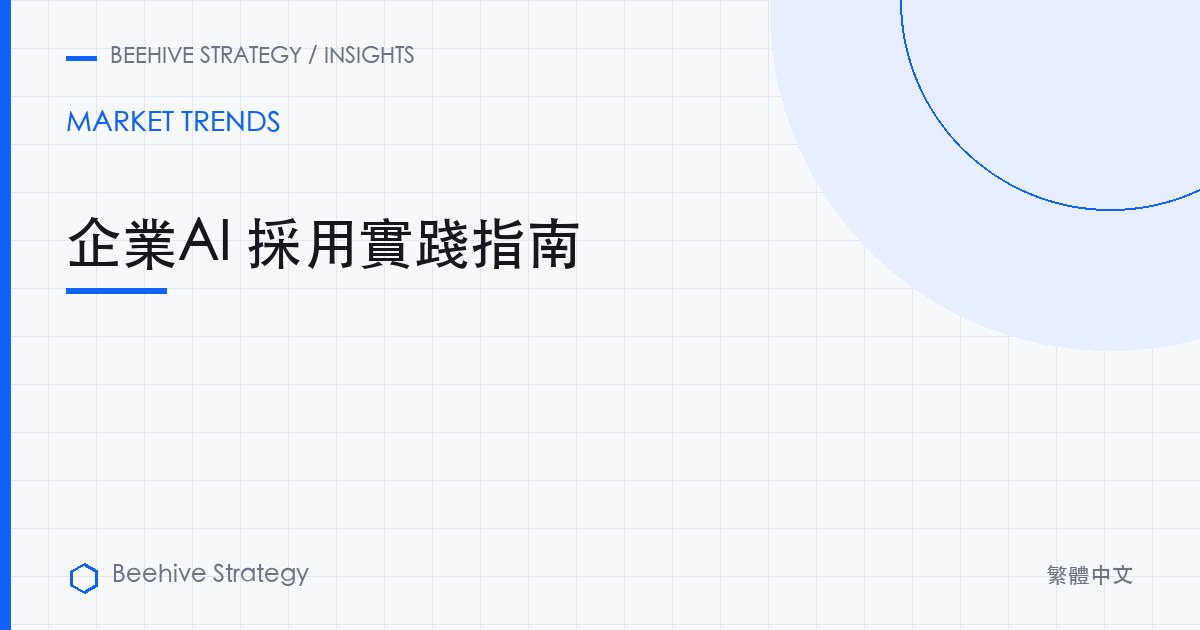 BEEHIVE STRATEGY / INSIGHTS
MARKET TRENDS
企業AI 採用實踐指南
Beehive Strategy
繁體中文